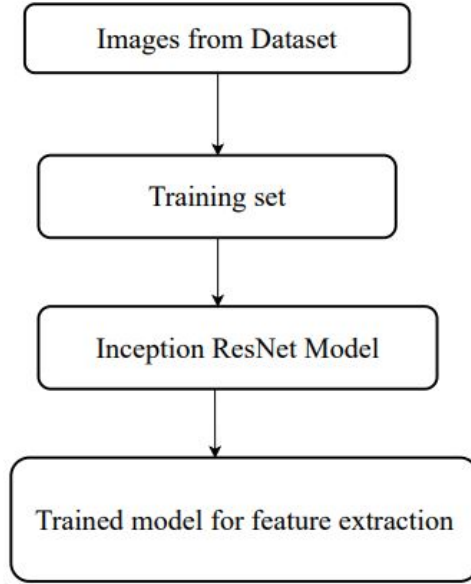 Images from Dataset
Training set
Inception ResNet Model
Trained model for feature extraction